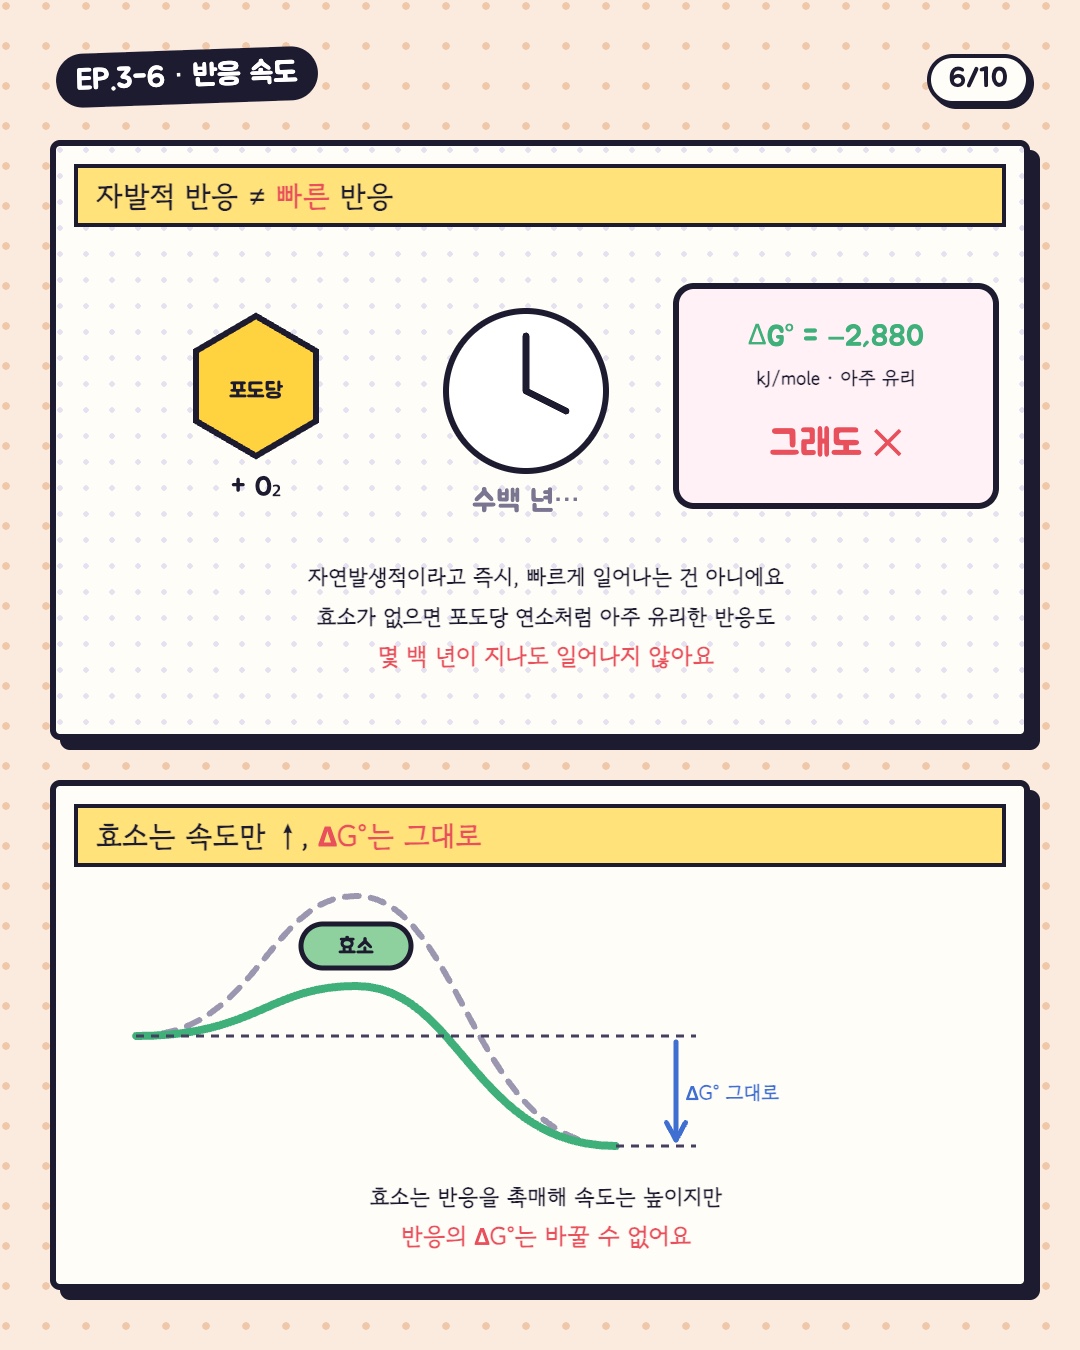 EP.3-6 · 반응 속도
6/10
자발적 반응 ≠ 빠른 반응
포도당
+ O₂
수백 년…
ΔG° = −2,880
kJ/mole · 아주 유리
그래도 ✕
자연발생적이라고 즉시, 빠르게 일어나는 건 아니에요
효소가 없으면 포도당 연소처럼 아주 유리한 반응도
몇 백 년이 지나도 일어나지 않아요
효소는 속도만 ↑, ΔG°는 그대로
효소
ΔG° 그대로
효소는 반응을 촉매해 속도는 높이지만
반응의 ΔG°는 바꿀 수 없어요